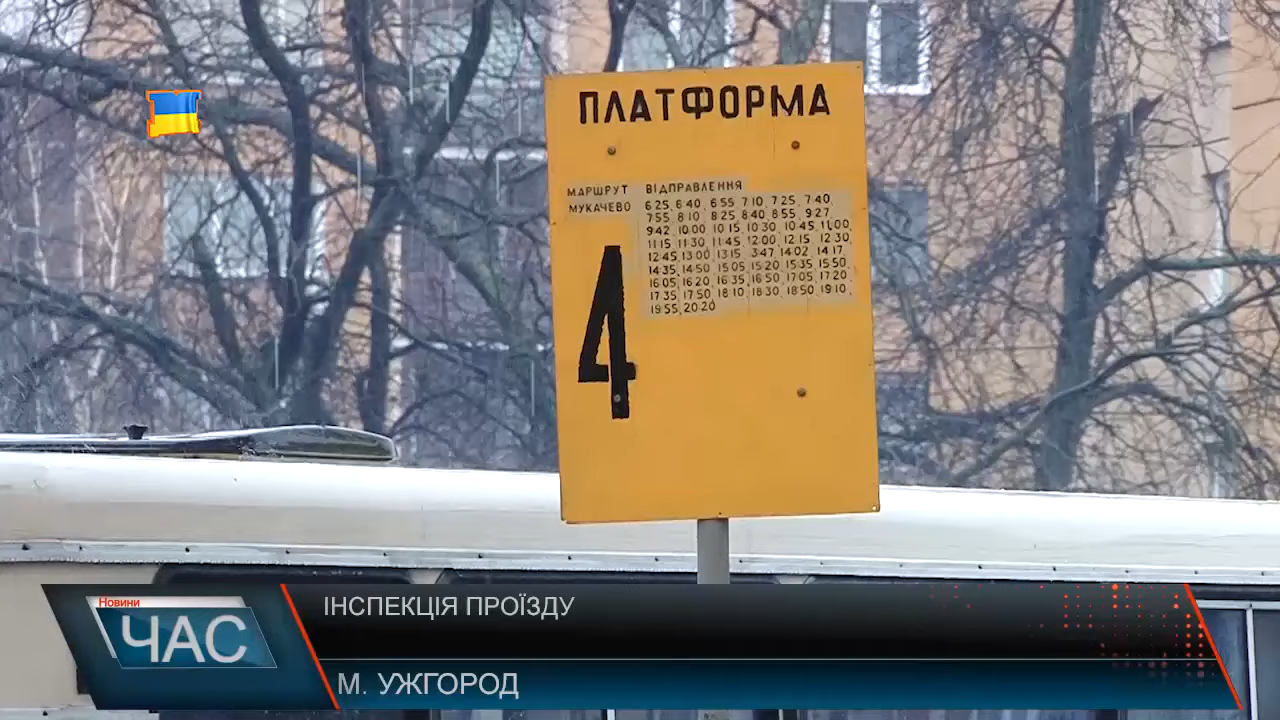 ПЛАТФОРМА
МАРШРУТ ВІДПРАВЛЕННЯ
МУКАЧЕВО 6 25, 6 40, 6 55 7 10, 7 25, 7 40,
7 55 8 10, 8 25, 8 40, 8 55, 9 27,
9 42, 10 00, 10 15, 10 30, 10 45, 11 00,
11 15, 11 30, 11 45, 12 00, 12 15, 12 30,
12 45, 13 00, 13 15, 13 47, 14 02, 14 17,
14 35, 14 50, 15 05, 15 20, 15 35, 15 50,
16 05, 16 20, 16 35, 16 50, 17 05, 17 20,
17 35, 17 50, 18 10, 18 30, 18 50, 19 10,
19 55, 20 20
4
Новини
ЧАС
ІНСПЕКЦІЯ ПРОЇЗДУ
М. УЖГОРОД